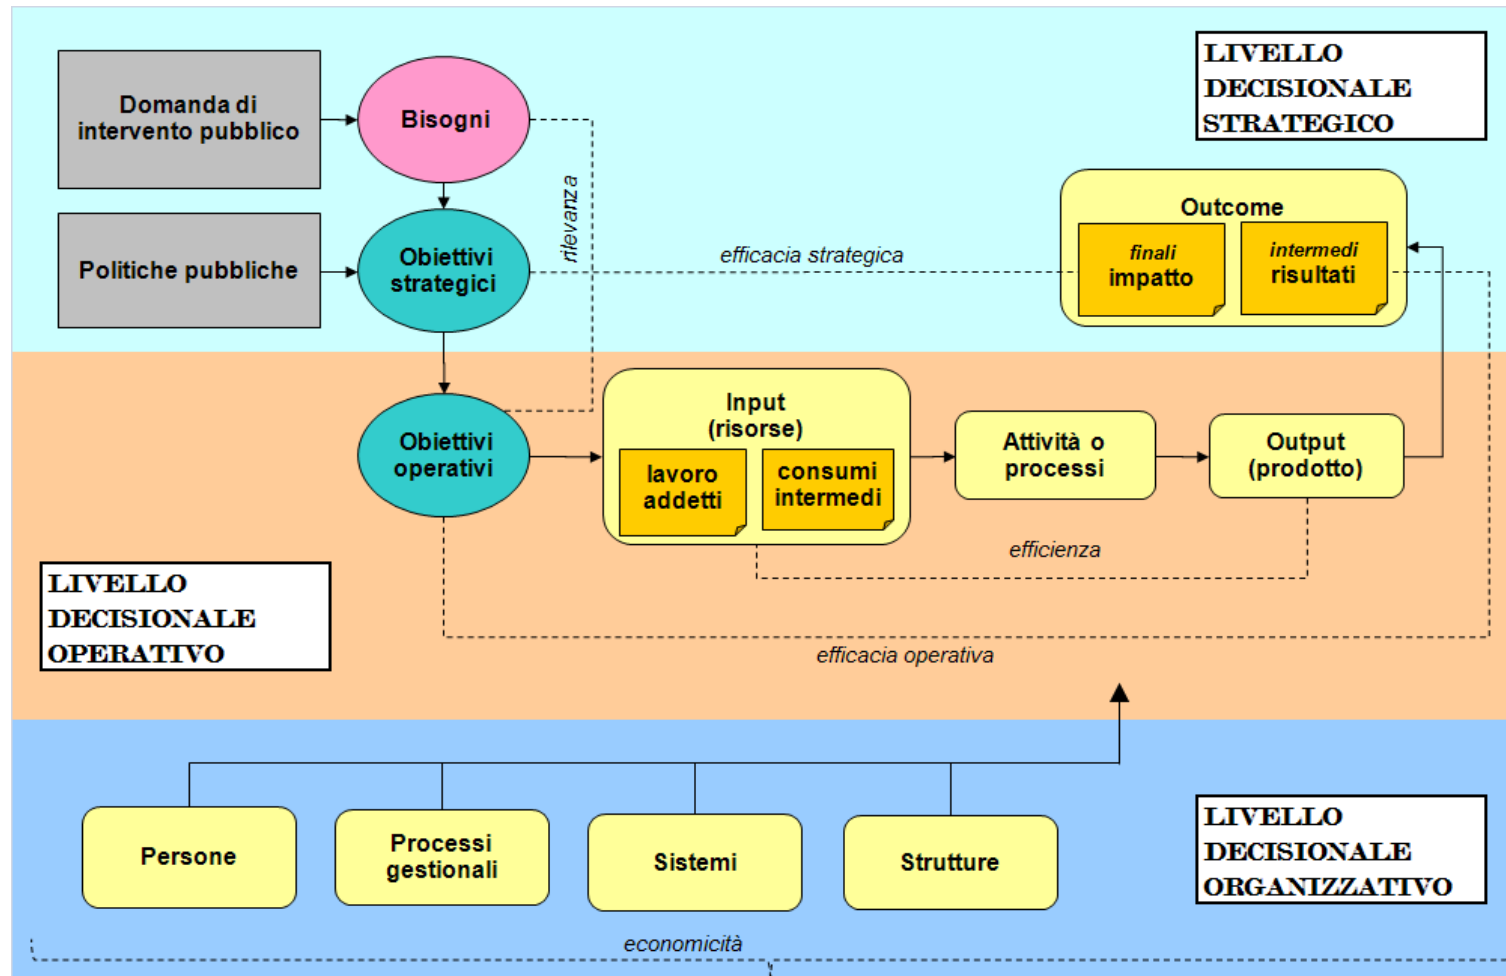 Domanda di
intervento pubblico
Bisogni
LIVELLO
DECISIONALE
STRATEGICO
rilevanza
Politiche pubbliche
Obiettivi
strategici
efficacia strategica
Outcome
finali
impatto
intermedi
risultati
Obiettivi
operativi
Input
(risorse)
lavoro
addetti
consumi
intermedi
Attività o
processi
Output
(prodotto)
efficienza
LIVELLO
DECISIONALE
OPERATIVO
efficacia operativa
Persone
Processi
gestionali
Sistemi
Strutture
LIVELLO
DECISIONALE
ORGANIZZATIVO
economicità